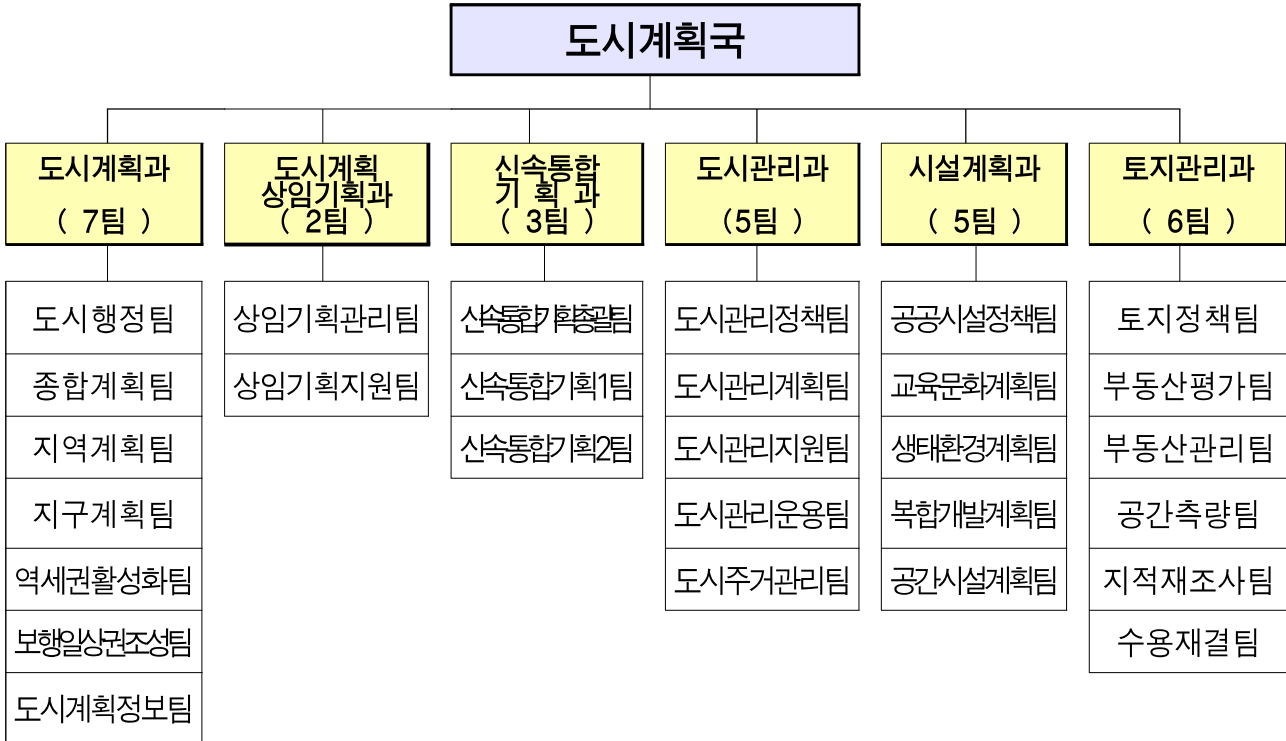 도시계획국
도시계획과
( 7팀 )
도시계획
상임기획과
( 2팀 )
신속통합
기 획 과
( 3팀 )
도시관리과
(5팀 )
시설계획과
( 5팀 )
토지관리과
( 6팀 )
도시행정팀
종합계획팀
지역계획팀
지구계획팀
역세권활성화팀
보행일상권조성팀
도시계획정보팀
상임기획관리팀
상임기획지원팀
신속통합기획총괄팀
신속통합기획1팀
신속통합기획2팀
도시관리정책팀
도시관리계획팀
도시관리지원팀
도시관리운용팀
도시주거관리팀
공공시설정책팀
교육문화계획팀
생태환경계획팀
복합개발계획팀
공간시설계획팀
토지정책팀
부동산평가팀
부동산관리팀
공간측량팀
지적재조사팀
수용재결팀